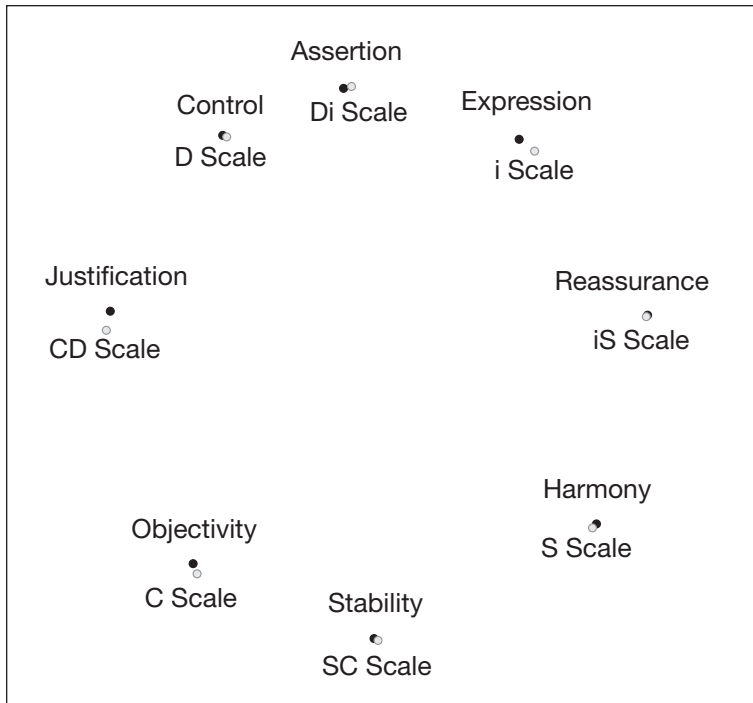 Assertion
Di Scale
Control
D Scale
Expression
i Scale
Justification
CD Scale
Reassurance
iS Scale
Harmony
S Scale
Objectivity
C Scale
Stability
SC Scale